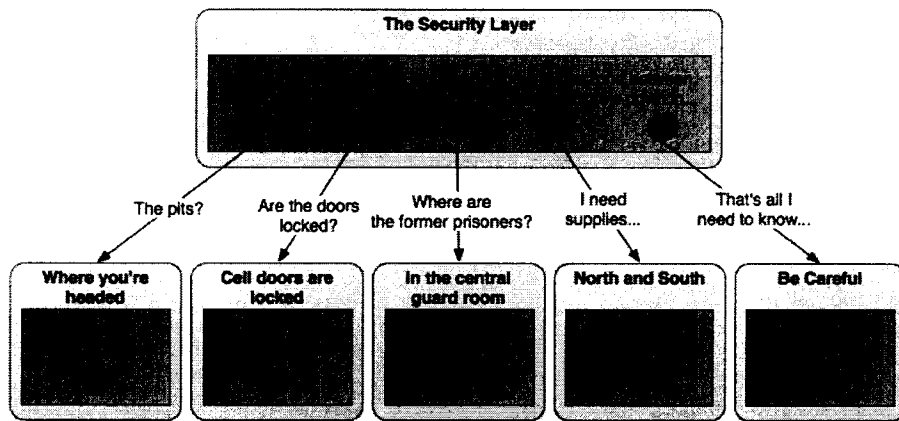 The Security Layer
The pits?
Are the doors
locked?
Where are
the former prisoners?
I need
supplies...
That's all I
need to know...
Where you're
headed
Cell doors are
locked
In the central
guard room
North and South
Be Careful